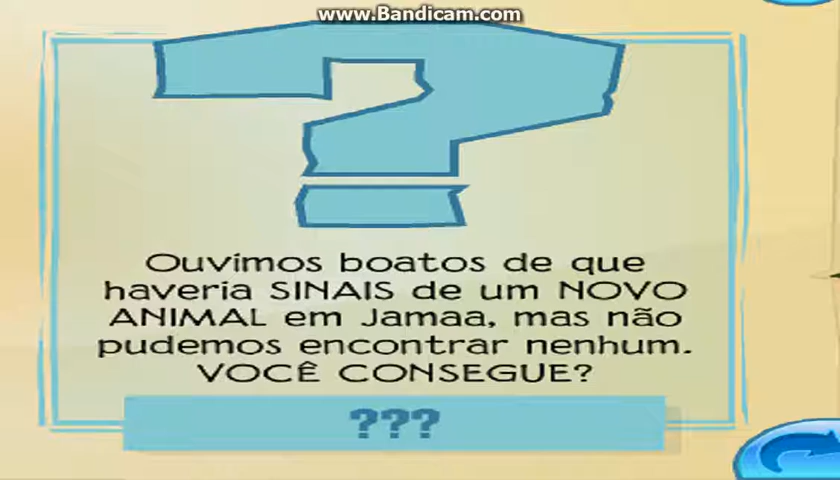 www.Bandicam.com
?
Ouvimos boatos de que
haveria SINAIS de um NOVO
ANIMAL em Jamaa, mas não
pudemos encontrar nenhum.
VOCÊ CONSEGUE?
???